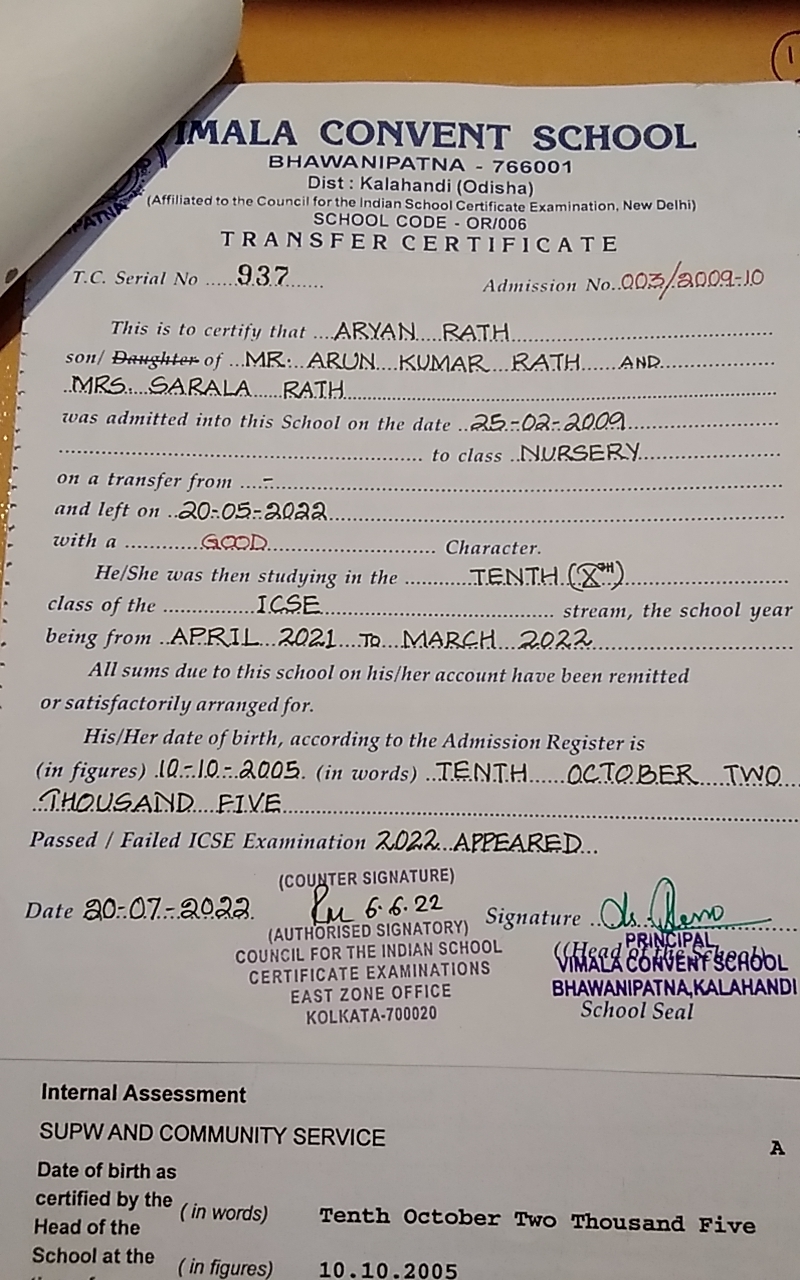 IMALA CONVENT SCHOOL
BHAWANIPATNA - 766001
Dist : Kalahandi (Odisha)
(Affiliated to the Council for the Indian School Certificate Examination, New Delhi)
SCHOOL CODE - OR/006
TRANSFER CERTIFICATE
T.C. Serial No .....937...... Admission No..003/2009-10
This is to certify that ...ARYAN RATH
son/ Daughter of ..MR. ARUN KUMAR RATH AND
MRS. SARALA RATH
was admitted into this School on the date ..25-02-2009
to class ..NURSERY
on a transfer from ...-
and left on ..20-05-2022
with a ............GOOD............ Character.
He/She was then studying in the ..........TENTH (XTH)
class of the ..............ICSE.............. stream, the school year
being from ..APRIL 2021 TO MARCH 2022
All sums due to this school on his/her account have been remitted
or satisfactorily arranged for.
His/Her date of birth, according to the Admission Register is
(in figures) 10-10-2005. (in words) ..TENTH OCTOBER TWO
THOUSAND FIVE
Passed / Failed ICSE Examination 2022 APPEARED...
(COUNTER SIGNATURE)
Date 20-07-2022. 6.6.22 Signature
(AUTHORISED SIGNATORY)
COUNCIL FOR THE INDIAN SCHOOL
CERTIFICATE EXAMINATIONS
EAST ZONE OFFICE
KOLKATA-700020
PRINCIPAL
(Head of the School)
VIMALA CONVENT SCHOOL
BHAWANIPATNA,KALAHANDI
School Seal
Internal Assessment
SUPW AND COMMUNITY SERVICE A
Date of birth as
certified by the (in words) Tenth October Two Thousand Five
Head of the
School at the (in figures) 10.10.2005